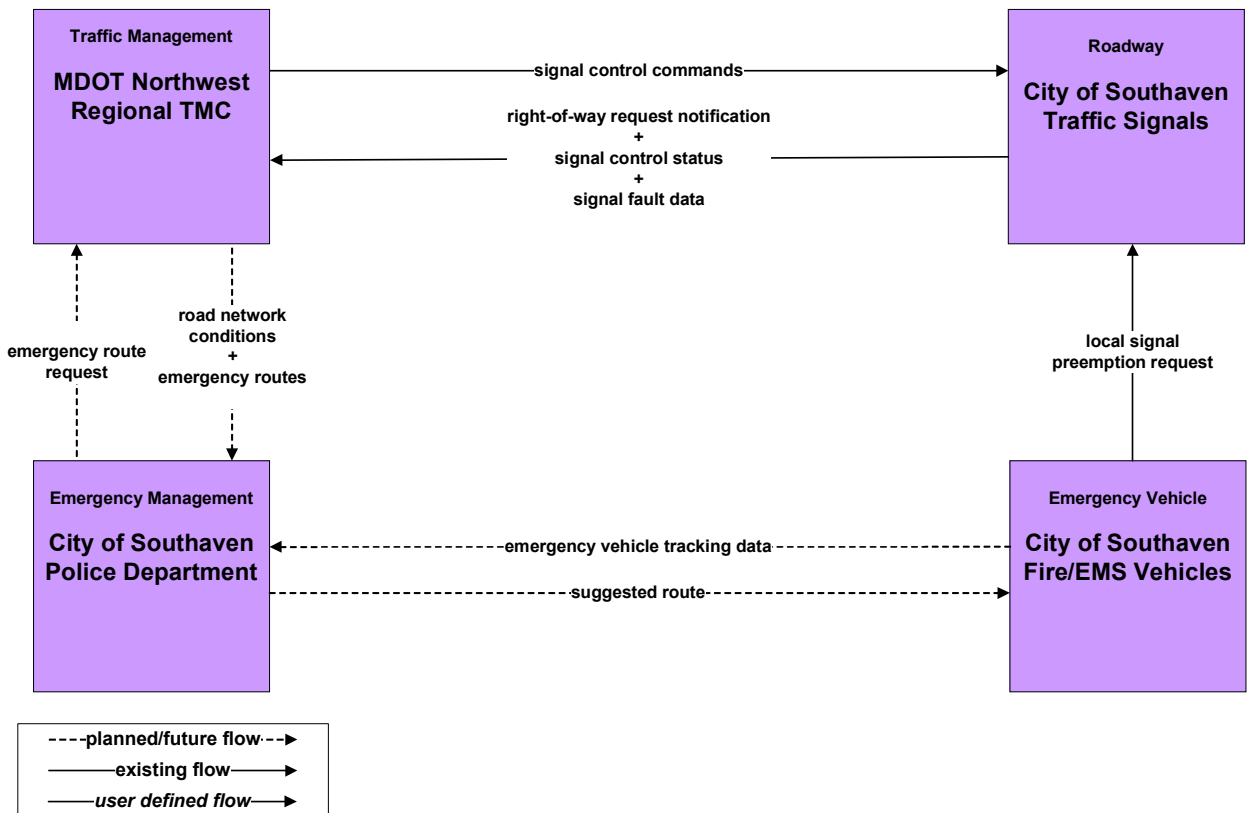 Traffic Management
MDOT Northwest
Regional TMC
signal control commands
right-of-way request notification
+
signal control status
+
signal fault data
Roadway
City of Southaven
Traffic Signals
emergency route
request
road network
conditions
+
emergency routes
local signal
preemption request
Emergency Management
City of Southaven
Police Department
emergency vehicle tracking data
suggested route
Emergency Vehicle
City of Southaven
Fire/EMS Vehicles
planned/future flow
existing flow
user defined flow